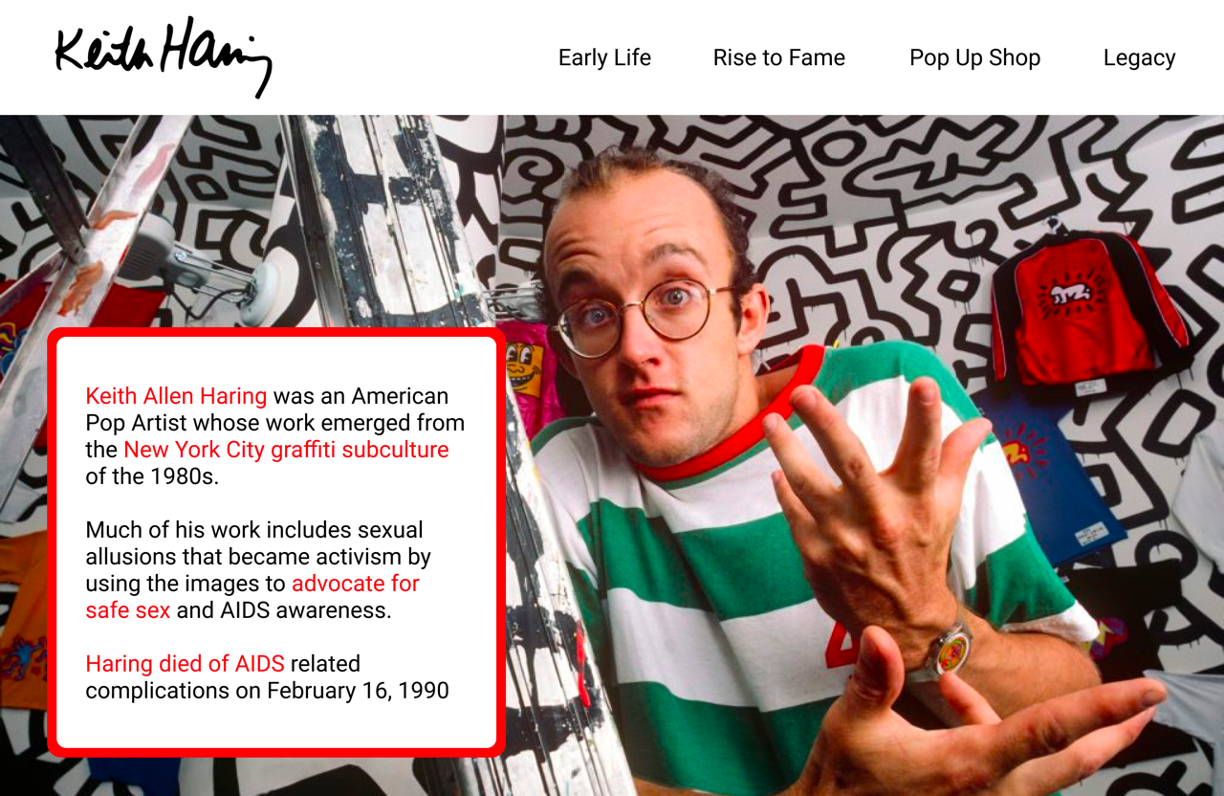 Keith Haring
Early Life
Rise to Fame
Pop Up Shop
Legacy
Keith Allen Haring was an American
Pop Artist whose work emerged from
the New York City graffiti subculture
of the 1980s.
Much of his work includes sexual
allusions that became activism by
using the images to advocate for
safe sex and AIDS awareness.
Haring died of AIDS related
complications on February 16, 1990